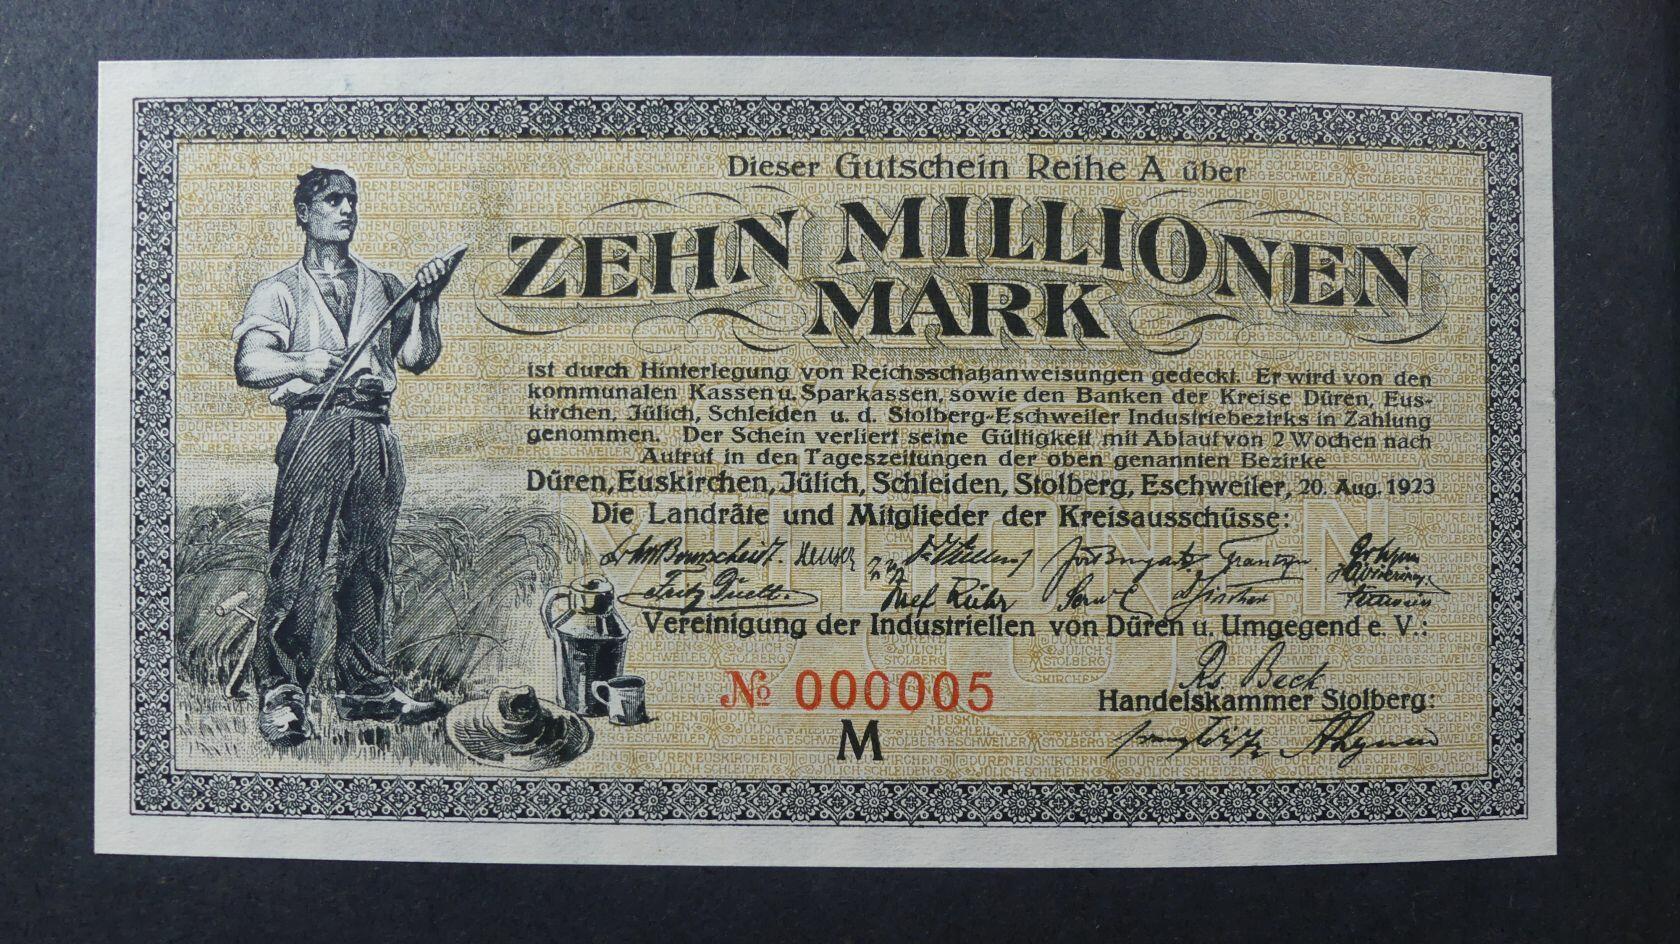 Dieser Gutschein Reihe A über
ZEHN MILLIONEN
MARK
ist durch Hinterlegung von Reichsschatzanweisungen gedeckt. Er wird von den
kommunalen Kassen u. Sparkassen, sowie den Banken der Kreise Düren, Eus-
kirchen, Jülich, Schleiden u. d. Stolberg-Eschweiler Industriebezirks in Zahlung
genommen. Der Schein verliert seine Gültigkeit mit Ablauf von 2 Wochen nach
Aufruf in den Tageszeitungen der oben genannten Bezirke
Düren, Euskirchen, Jülich, Schleiden, Stolberg, Eschweiler, 20. Aug. 1923
Die Landräte und Mitglieder der Kreisausschüsse:
Vereinigung der Industriellen von Düren u. Umgegend e. V.:
Beck
№ 000005
Handelskammer Stolberg:
M